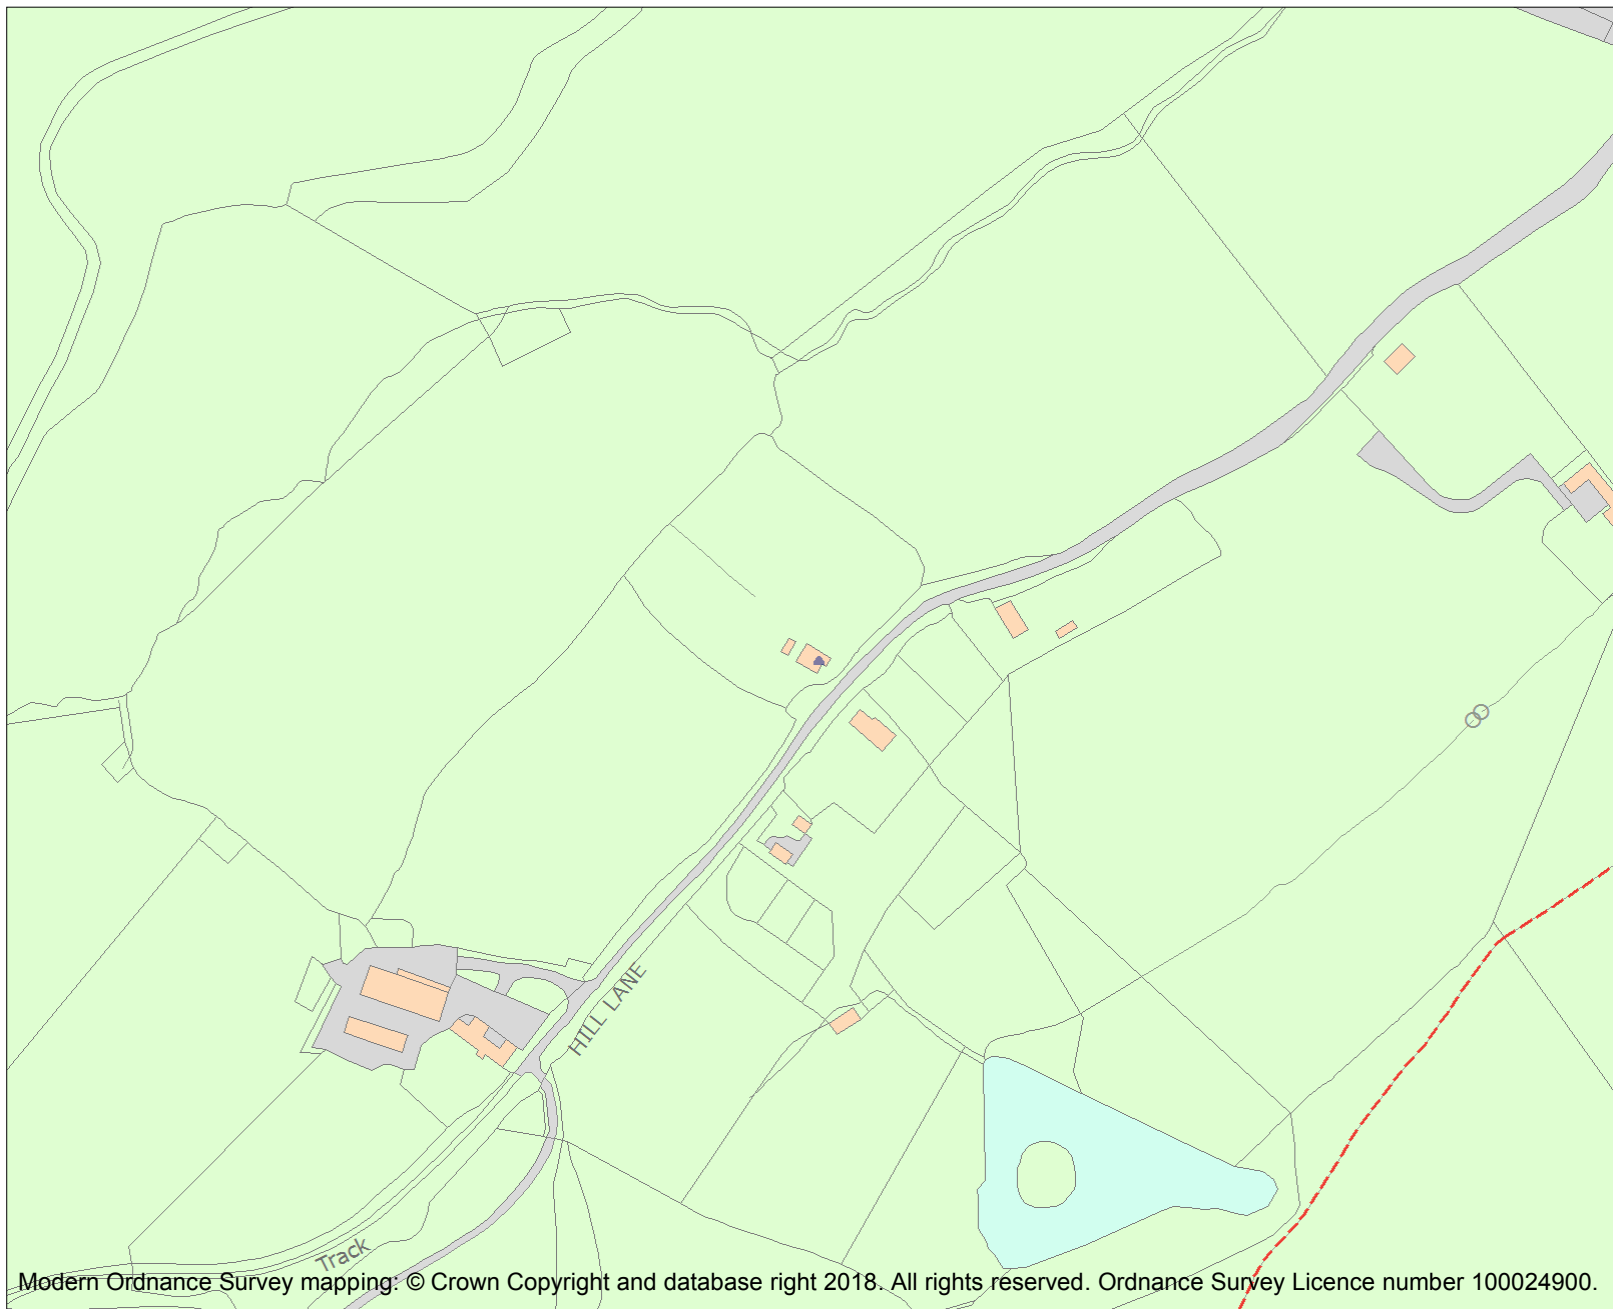 HILL LANE
Track
Modern Ordnance Survey mapping: © Crown Copyright and database right 2018. All rights reserved. Ordnance Survey Licence number 100024900.